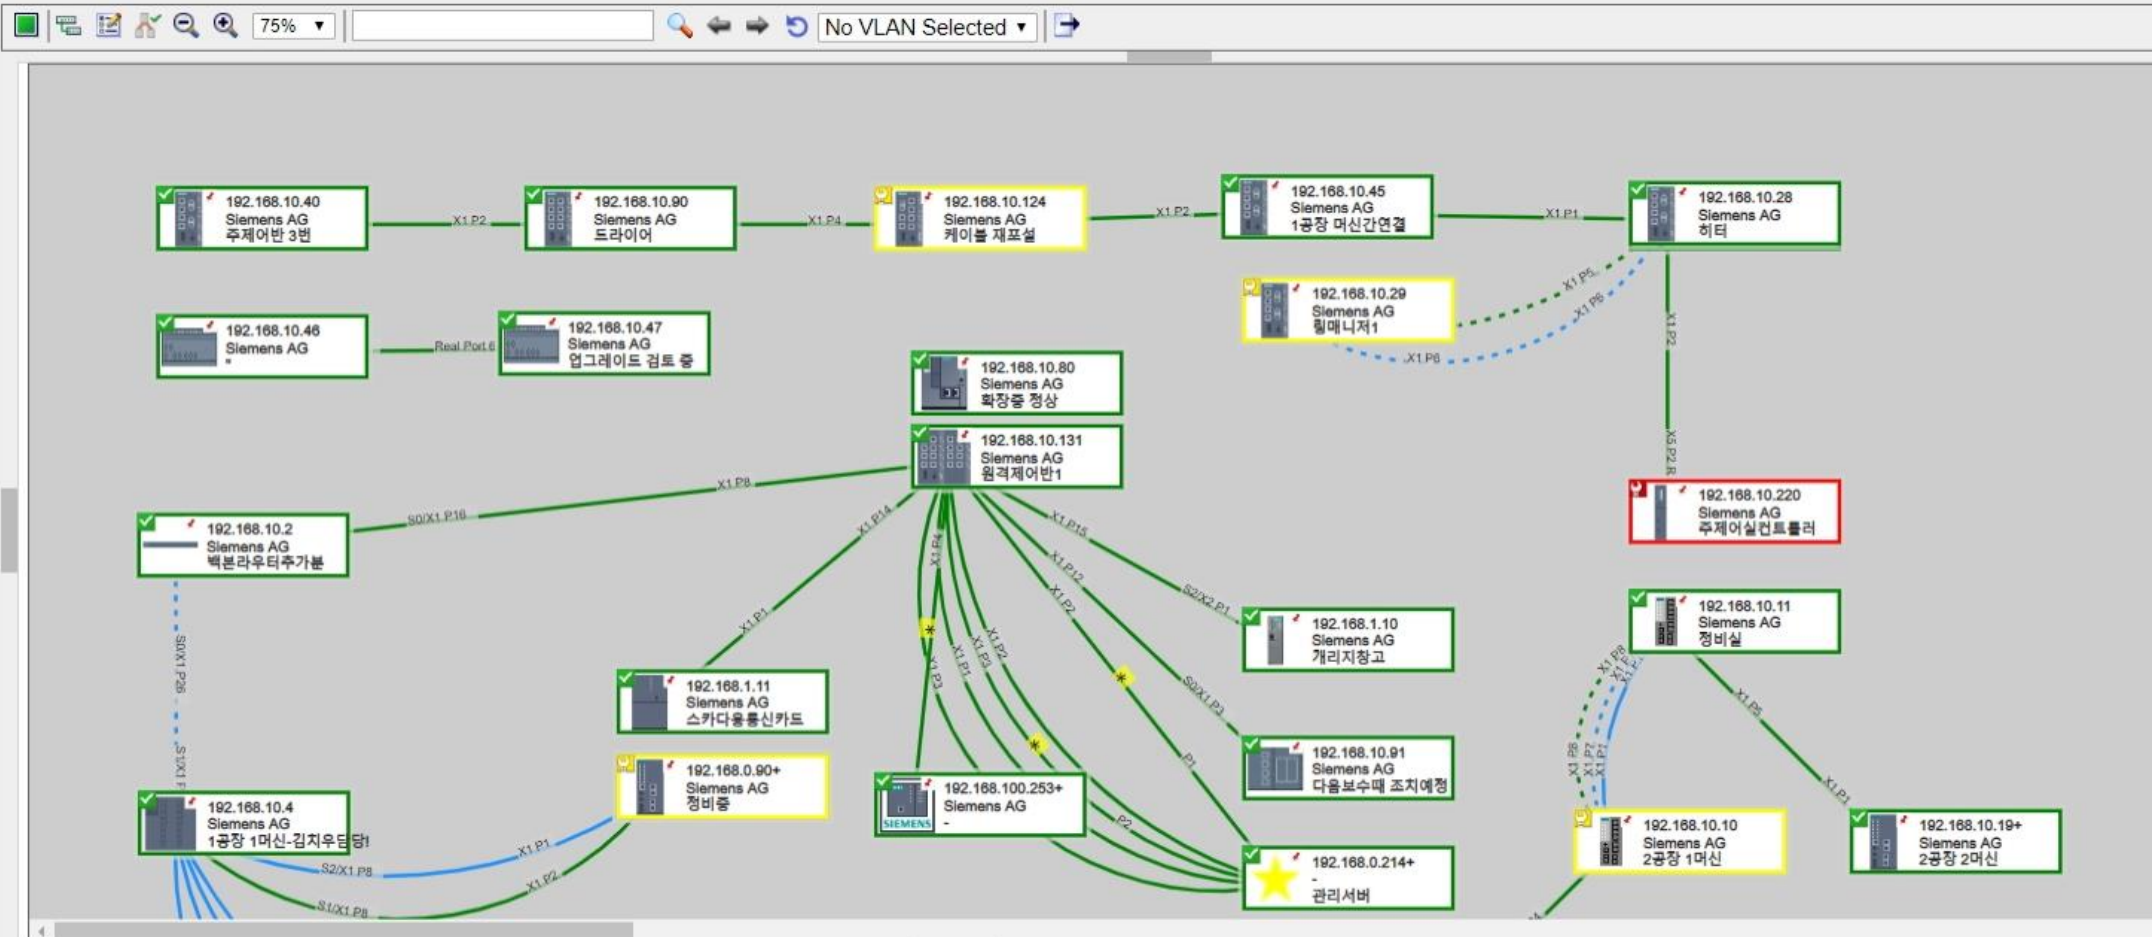 75%
No VLAN Selected
192.168.10.40
Siemens AG
주제어반 3번
X1.P2
192.168.10.90
Siemens AG
드라이어
X1.P4
192.168.10.124
Siemens AG
케이블 재포설
X1.P2
192.168.10.45
Siemens AG
1공장 머신간연결
X1.P1
192.168.10.28
Siemens AG
히터
192.168.10.46
Siemens AG
"
Real Port.6
192.168.10.47
Siemens AG
업그레이드 검토 중
192.168.10.29
Siemens AG
링매니저1
X1.P5
X1.P6
X1.P6
X1.P2
X5.P2.R
192.168.10.80
Siemens AG
확장중 정상
192.168.10.131
Siemens AG
원격제어반1
X1.P8
S0/X1.P16
192.168.10.2
Siemens AG
백본라우터추가분
192.168.10.220
Siemens AG
주제어실컨트롤러
X1.P14
X1.P4
X1.P15
X1.P12
X1.P2
S2/X2.P1
X1.P1
192.168.1.10
Siemens AG
개리지창고
192.168.10.11
Siemens AG
정비실
S0/X1.P26
S1/X1.P
X1.P3
X1.P1
X1.P3
X1.P2
*
*
*
S0/X1.P3
P1
192.168.1.11
Siemens AG
스카다용통신카드
192.168.10.91
Siemens AG
다음보수때 조치예정
X1.P8
X1.P
X1.P
X1.P8
X1.P7
X1.P1
X1.P5
X1.P1
192.168.0.90+
Siemens AG
정비중
192.168.100.253+
Siemens AG
-
SIEMENS
P2
192.168.10.4
Siemens AG
1공장 1머신-김치우담당!
X1.P1
S2/X1.P8
X1.P2
S1/X1.P8
192.168.0.214+
-
관리서버
192.168.10.10
Siemens AG
2공장 1머신
192.168.10.19+
Siemens AG
2공장 2머신